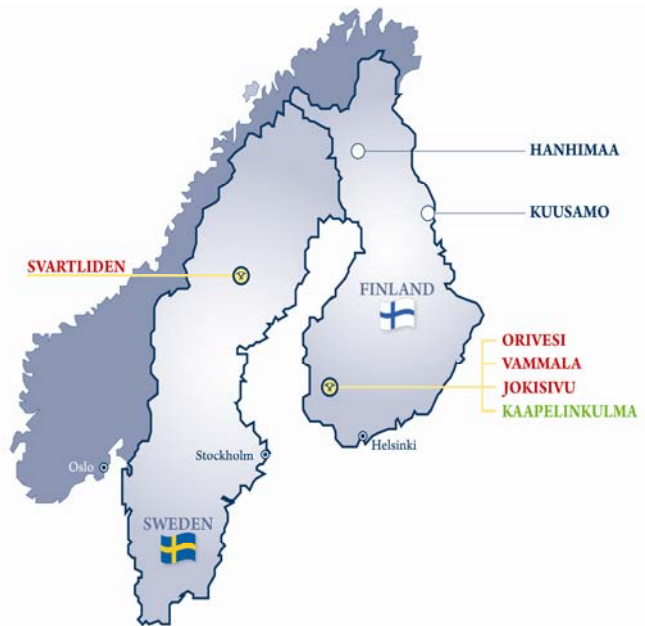 HANHIMAA
KUUSAMO
SVARTLIDEN
FINLAND
ORIVESI
VAMMALA
JOKISIVU
KAAPELINKULMA
Helsinki
Stockholm
Oslo
SWEDEN